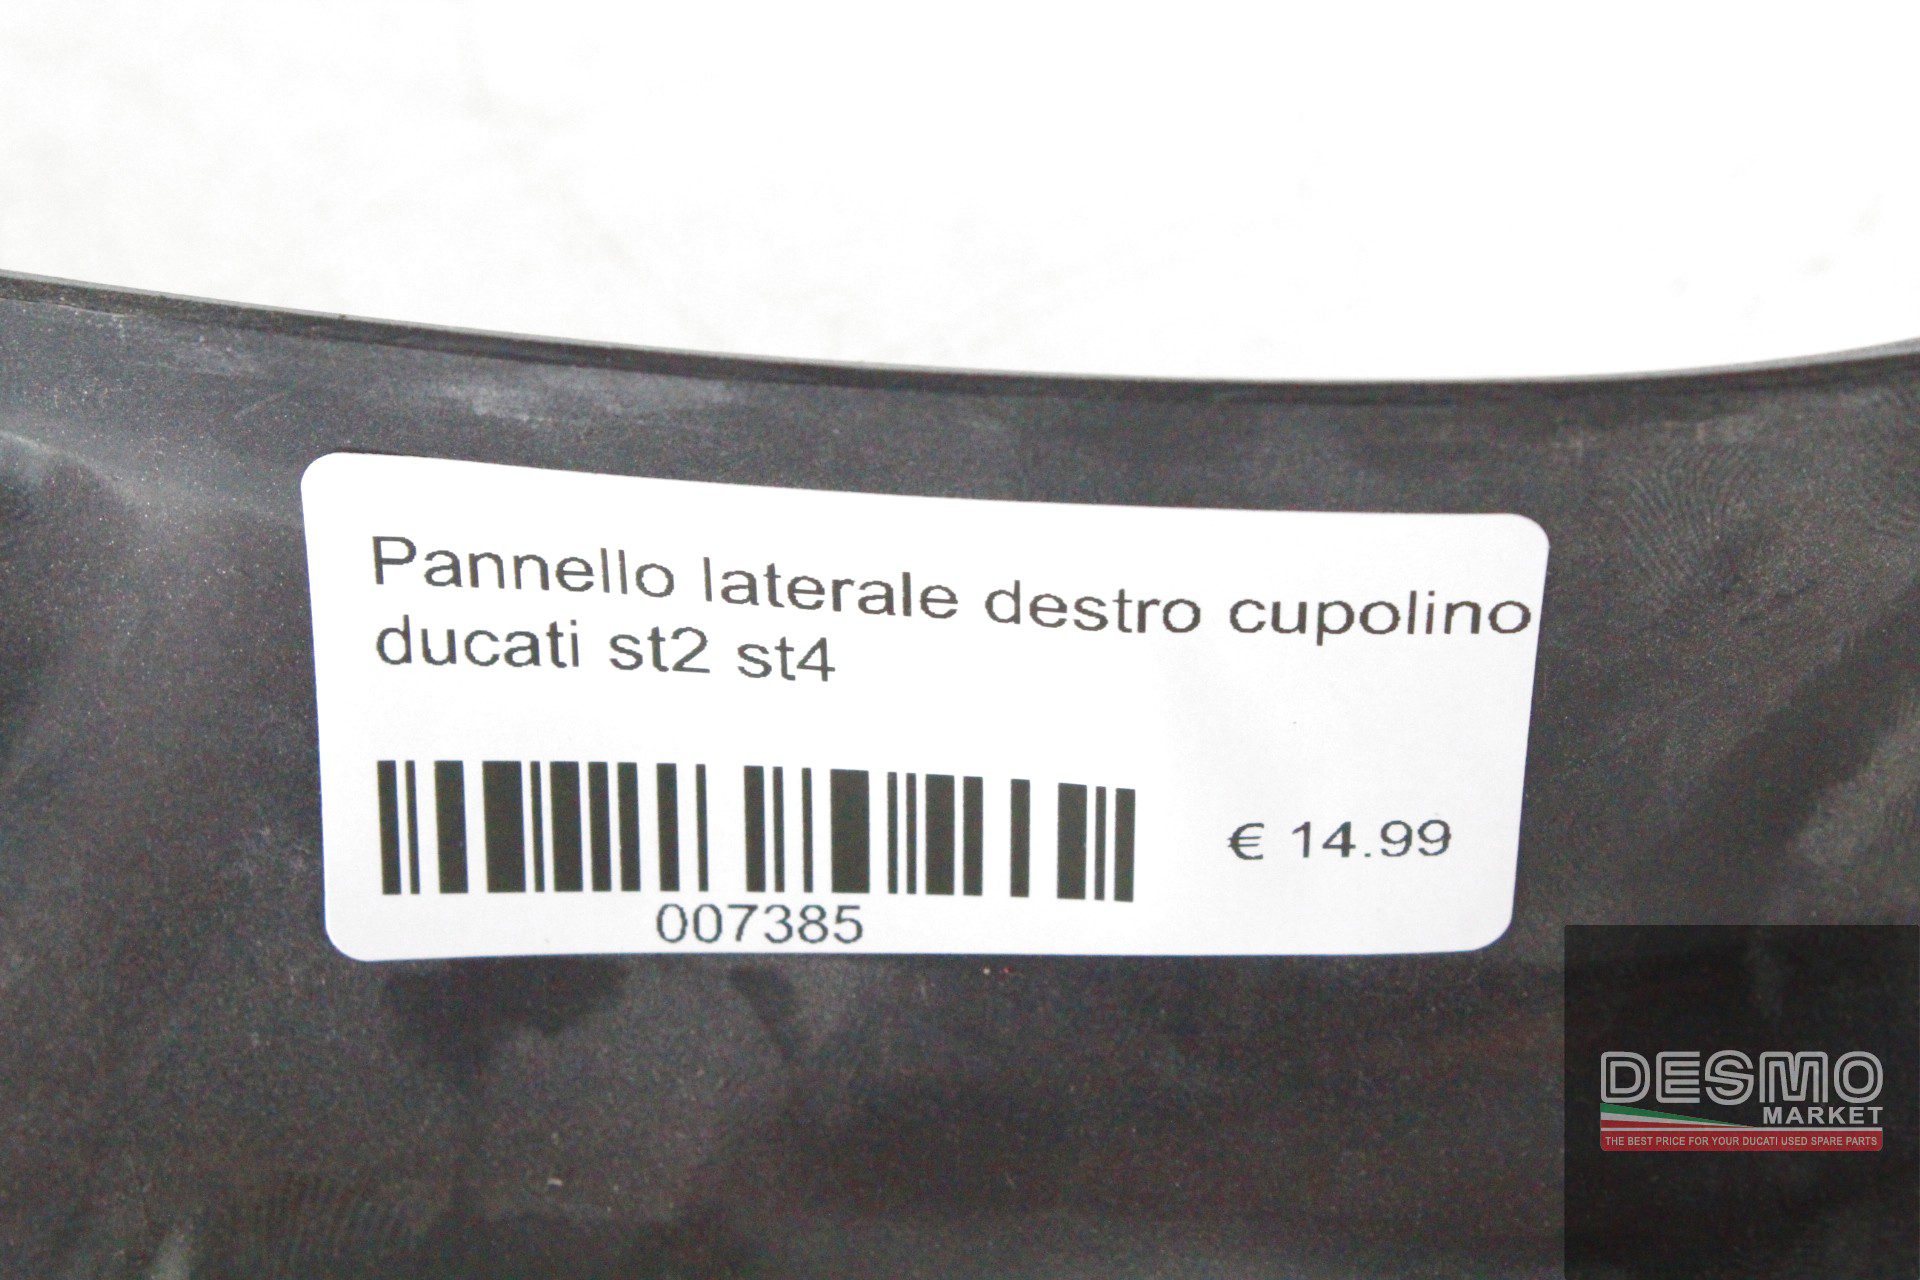 Pannello laterale destro cupolino
ducati st2 st4
€ 14.99
007385
DESMO
MARKET
THE BEST PRICE FOR YOUR DUCATI USED SPARE PARTS